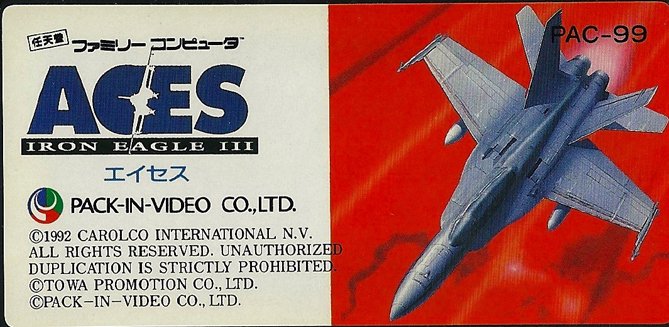 任天堂 ファミリー コンピュータ™
PAC-99
ACES
IRON EAGLE III
エイセス
PACK-IN-VIDEO CO.,LTD.
©1992 CAROLCO INTERNATIONAL N.V.
ALL RIGHTS RESERVED. UNAUTHORIZED
DUPLICATION IS STRICTLY PROHIBITED.
©TOWA PROMOTION CO., LTD.
©PACK-IN-VIDEO CO., LTD.